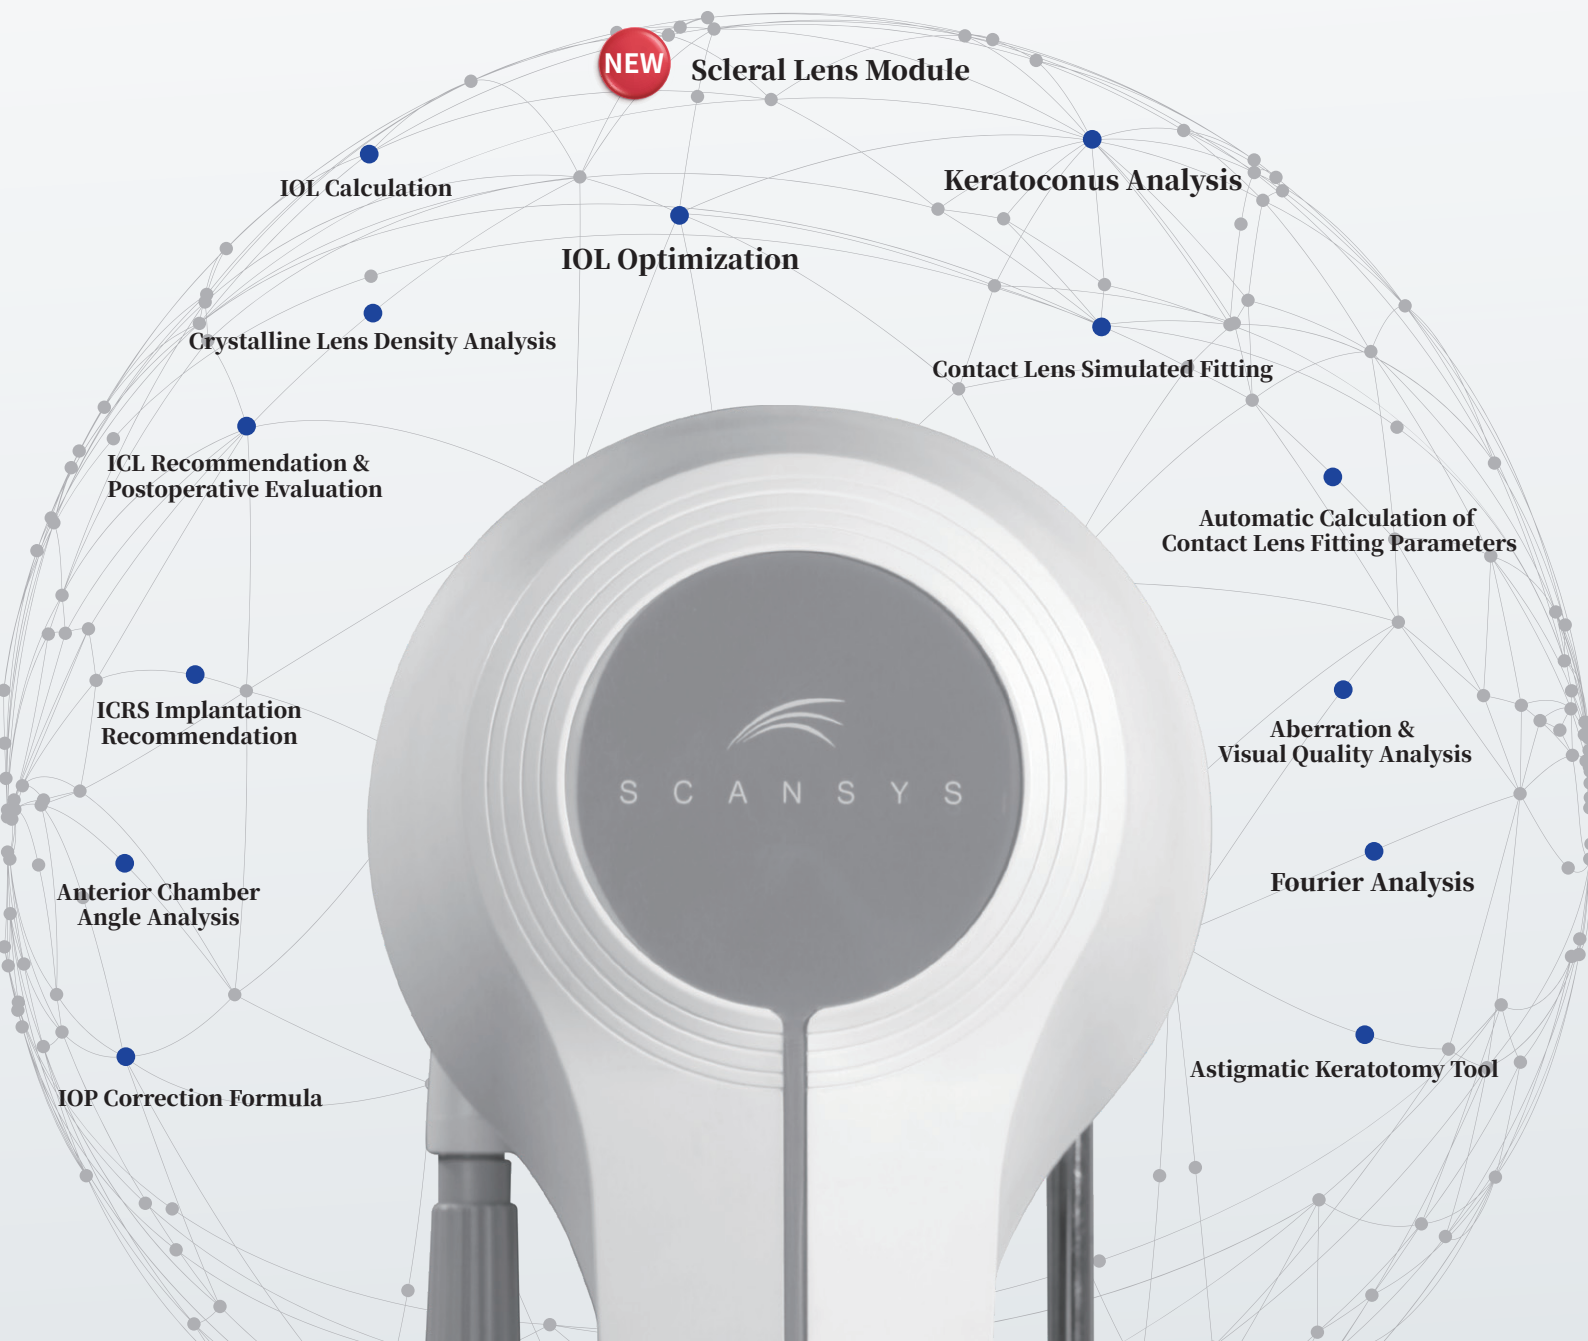 NEW
Scleral Lens Module
IOL Calculation
Keratoconus Analysis
IOL Optimization
Crystalline Lens Density Analysis
Contact Lens Simulated Fitting
ICL Recommendation &
Postoperative Evaluation
Automatic Calculation of
Contact Lens Fitting Parameters
ICRS Implantation
Recommendation
Aberration &
Visual Quality Analysis
SCANSYS
Anterior Chamber
Angle Analysis
Fourier Analysis
IOP Correction Formula
Astigmatic Keratotomy Tool